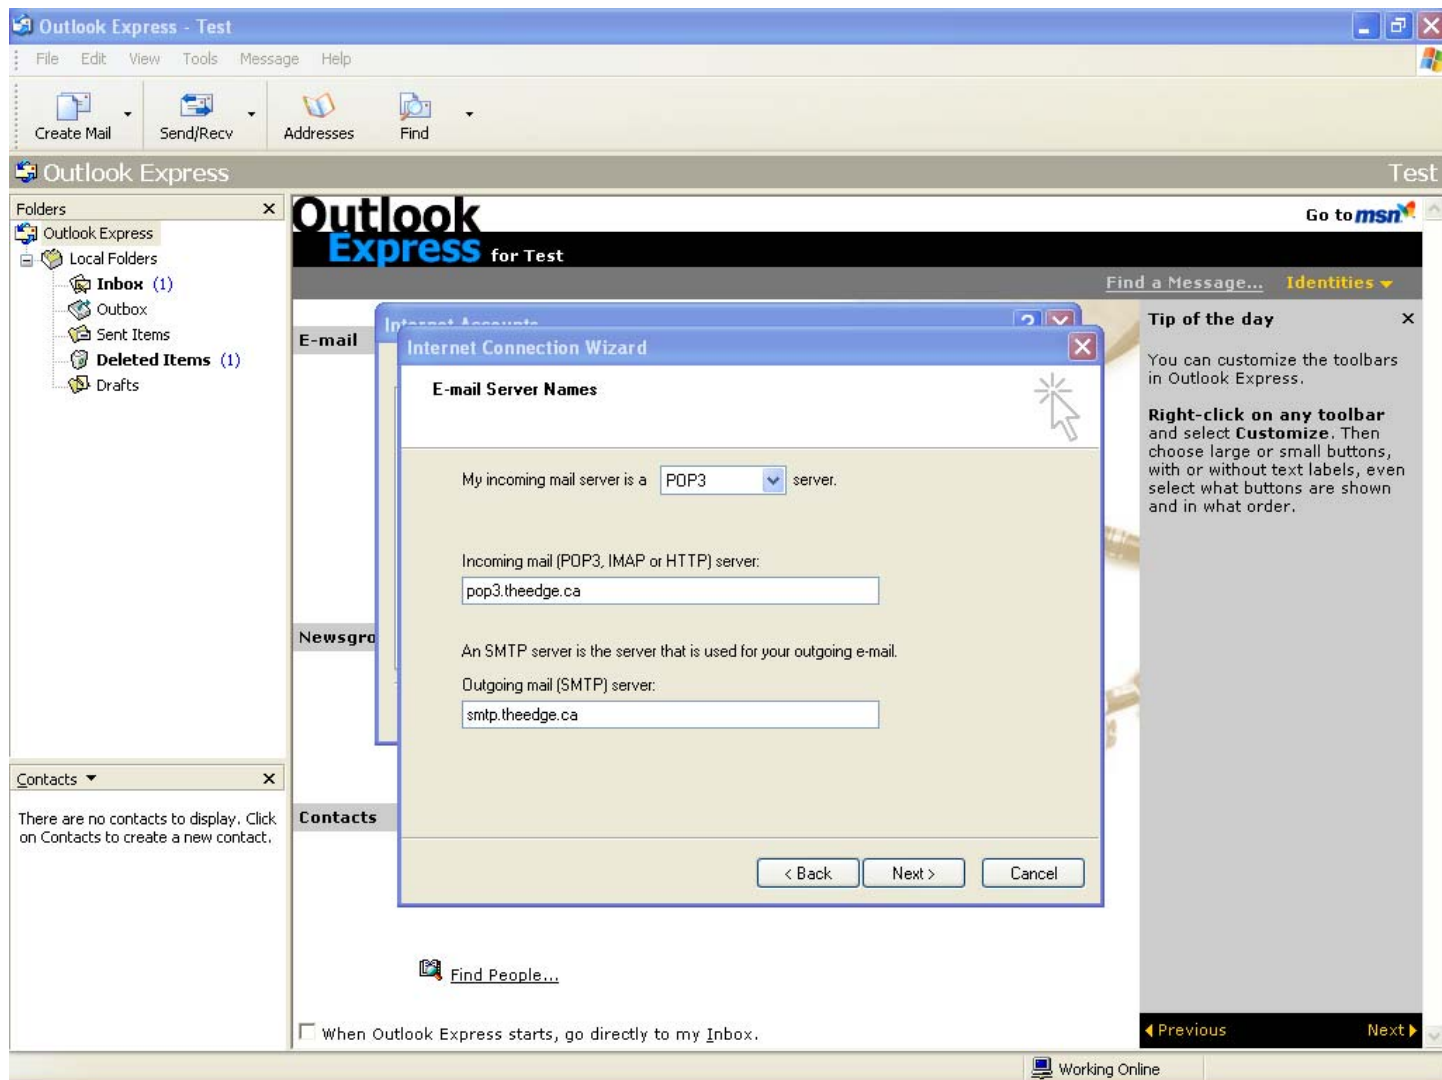 Outlook Express - Test
File Edit View Tools Message Help
Create Mail Send/Recv Addresses Find
Outlook Express Test
Folders
Outlook Express
Local Folders
Inbox (1)
Outbox
Sent Items
Deleted Items (1)
Drafts
Contacts
There are no contacts to display. Click
on Contacts to create a new contact.
Outlook
Express for Test
Go to msn
Find a Message... Identities
E-mail
Newsgro
Contacts
Find People...
When Outlook Express starts, go directly to my Inbox.
Internet Accounts
Internet Connection Wizard
E-mail Server Names
My incoming mail server is a POP3 server.
Incoming mail (POP3, IMAP or HTTP) server:
pop3.theedge.ca
An SMTP server is the server that is used for your outgoing e-mail.
Outgoing mail (SMTP) server:
smtp.theedge.ca
< Back Next > Cancel
Tip of the day
You can customize the toolbars
in Outlook Express.
Right-click on any toolbar
and select Customize. Then
choose large or small buttons,
with or without text labels, even
select what buttons are shown
and in what order.
Previous Next
Working Online